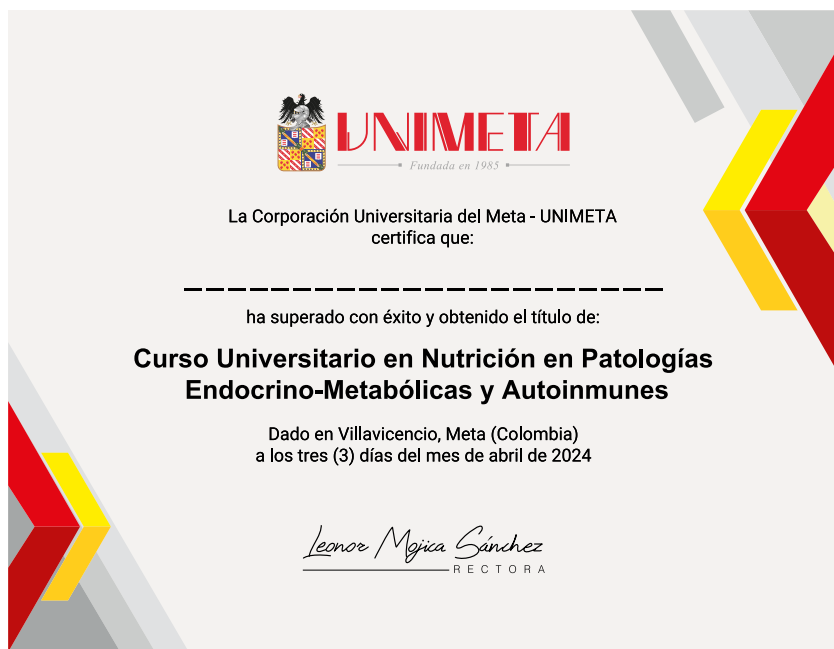 UNIMETA
Fundada en 1985
La Corporación Universitaria del Meta - UNIMETA
certifica que:
ha superado con éxito y obtenido el título de:
Curso Universitario en Nutrición en Patologías
Endocrino-Metabólicas y Autoinmunes
Dado en Villavicencio, Meta (Colombia)
a los tres (3) días del mes de abril de 2024
Leonor Mojica Sánchez
RECTORA